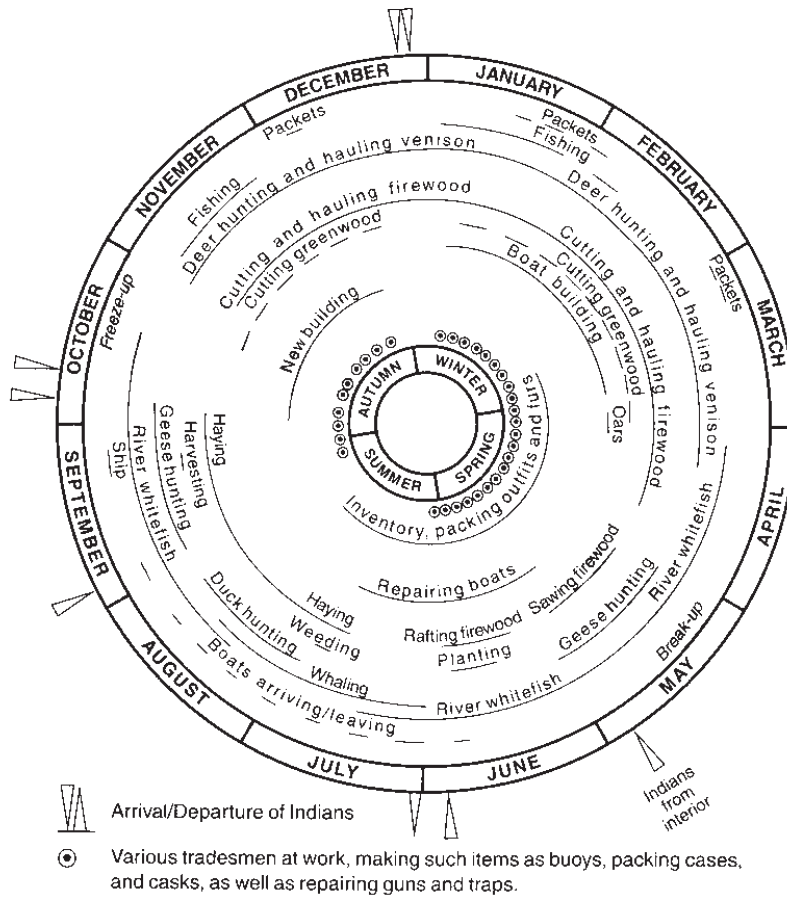 DECEMBER
JANUARY
FEBRUARY
MARCH
APRIL
MAY
JUNE
JULY
AUGUST
SEPTEMBER
OCTOBER
NOVEMBER
Packets
Packets
Fishing
Fishing
Deer hunting and hauling venison
Deer hunting and hauling venison
Packets
Cutting and hauling firewood
Cutting and hauling firewood
Cutting greenwood
Cutting greenwood
Boat building
New building
Freeze-up
Oars
AUTUMN
WINTER
SPRING
SUMMER
Inventory, packing outfits and furs
Haying
Harvesting
Geese hunting
River whitefish
Ship
Repairing boats
Sawing firewood
Rafting firewood
Planting
Geese hunting
River whitefish
Break-up
Haying
Weeding
Duck hunting
Whaling
River whitefish
Boats arriving/leaving
Indians
from
interior
Arrival/Departure of Indians
Various tradesmen at work, making such items as buoys, packing cases,
and casks, as well as repairing guns and traps.